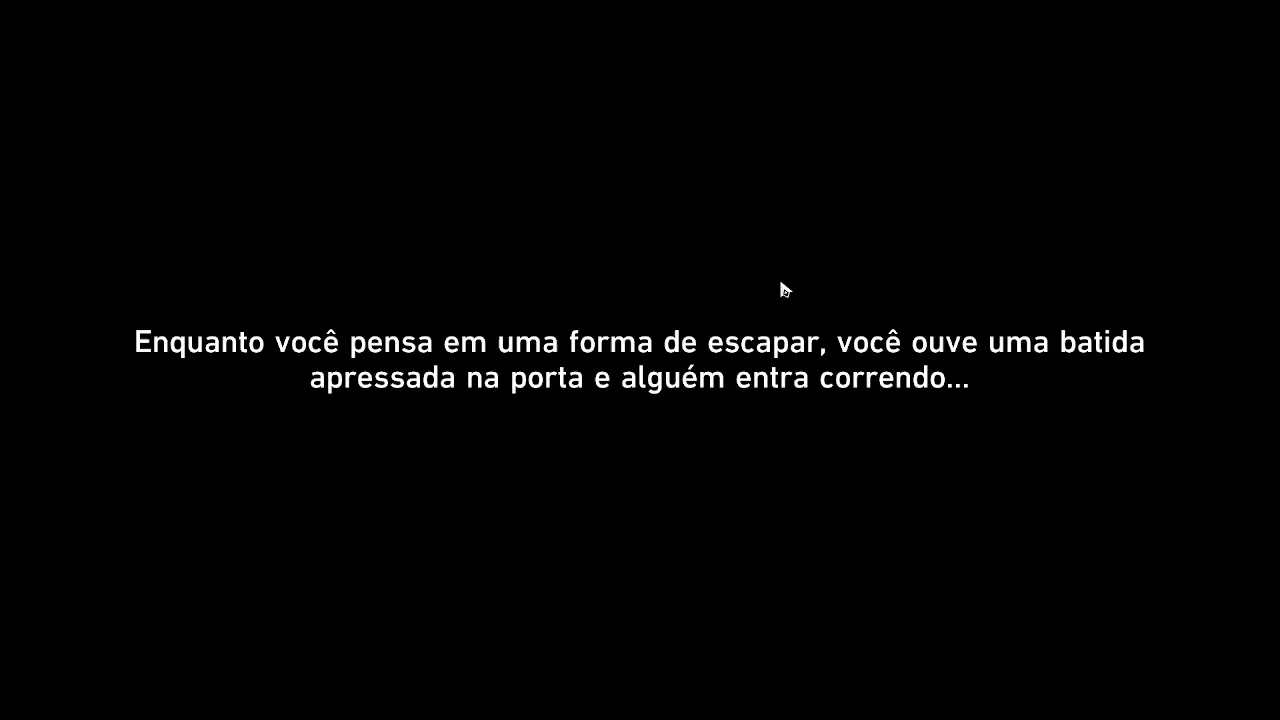 Enquanto você pensa em uma forma de escapar, você ouve uma batida
apressada na porta e alguém entra correndo...